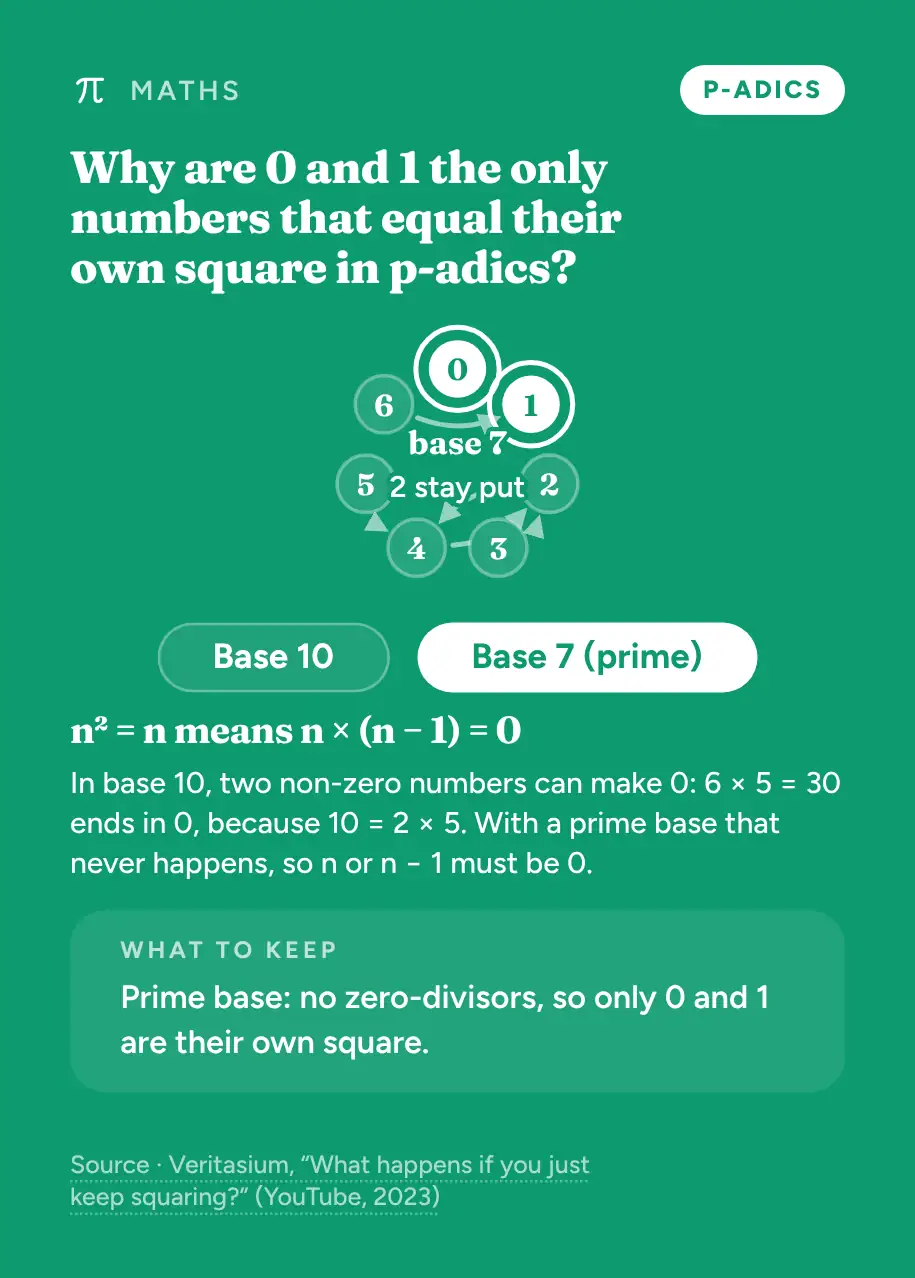 π MATHS
P-ADICS
Why are 0 and 1 the only
numbers that equal their
own square in p-adics?
0
6
1
base 7
5
2 stay put
2
4
3
Base 10
Base 7 (prime)
n² = n means n × (n − 1) = 0
In base 10, two non-zero numbers can make 0: 6 × 5 = 30
ends in 0, because 10 = 2 × 5. With a prime base that
never happens, so n or n − 1 must be 0.
WHAT TO KEEP
Prime base: no zero-divisors, so only 0 and 1
are their own square.
Source · Veritasium, “What happens if you just
keep squaring?” (YouTube, 2023)